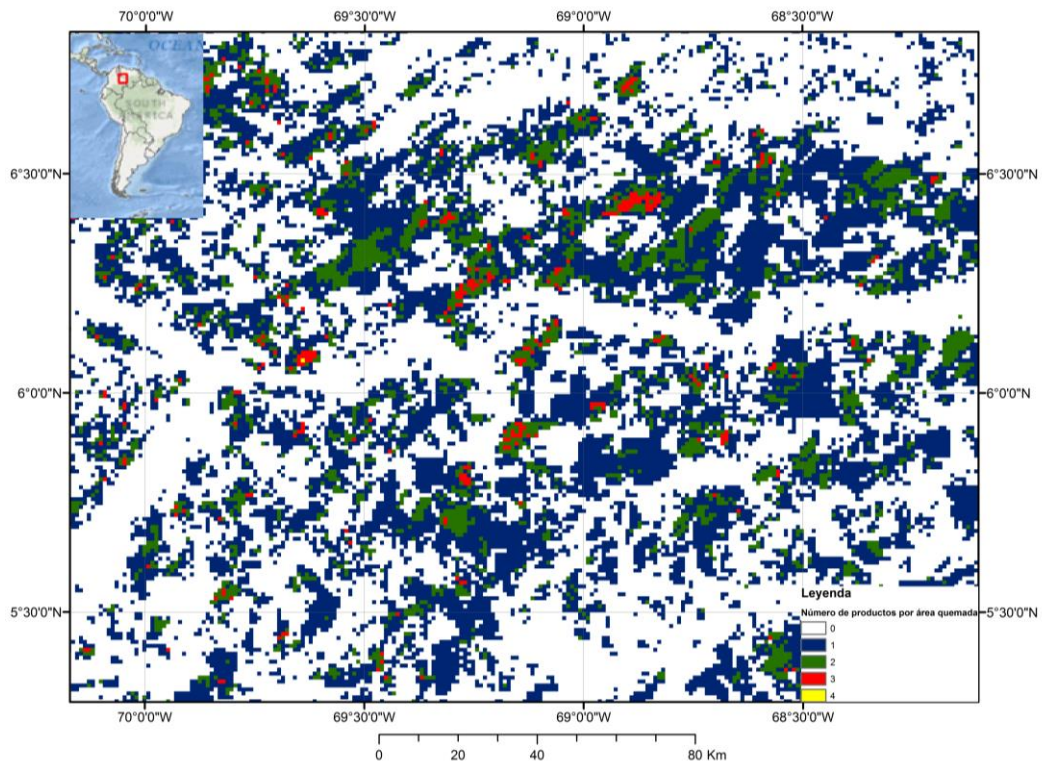 70°0'0"W 69°30'0"W 69°0'0"W 68°30'0"W
OCEAN
SOUTH
AMERICA
6°30'0"N 6°30'0"N
6°0'0"N 6°0'0"N
5°30'0"N 5°30'0"N
Leyenda
Número de productos por área quemada
0
1
2
3
4
70°0'0"W 69°30'0"W 69°0'0"W 68°30'0"W
0 20 40 80 Km